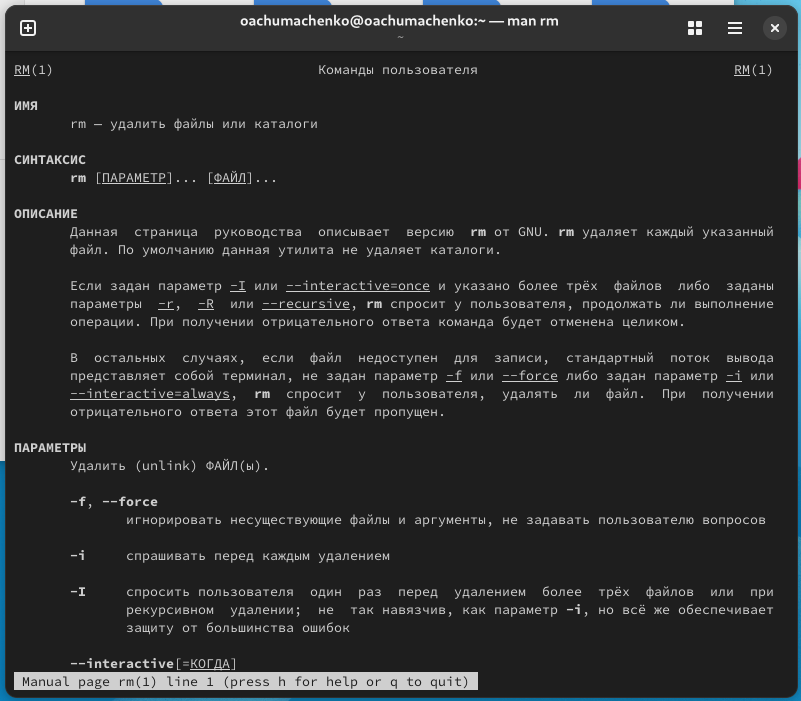 oachumachenko@oachumachenko:~ — man rm
~
RM(1) Команды пользователя RM(1)
ИМЯ
rm — удалить файлы или каталоги
СИНТАКСИС
rm [ПАРАМЕТР]... [ФАЙЛ]...
ОПИСАНИЕ
Данная страница руководства описывает версию rm от GNU. rm удаляет каждый указанный
файл. По умолчанию данная утилита не удаляет каталоги.
Если задан параметр -I или --interactive=once и указано более трёх файлов либо заданы
параметры -r, -R или --recursive, rm спросит у пользователя, продолжать ли выполнение
операции. При получении отрицательного ответа команда будет отменена целиком.
В остальных случаях, если файл недоступен для записи, стандартный поток вывода
представляет собой терминал, не задан параметр -f или --force либо задан параметр -i или
--interactive=always, rm спросит у пользователя, удалять ли файл. При получении
отрицательного ответа этот файл будет пропущен.
ПАРАМЕТРЫ
Удалить (unlink) ФАЙЛ(ы).
-f, --force
игнорировать несуществующие файлы и аргументы, не задавать пользователю вопросов
-i спрашивать перед каждым удалением
-I спросить пользователя один раз перед удалением более трёх файлов или при
рекурсивном удалении; не так навязчив, как параметр -i, но всё же обеспечивает
защиту от большинства ошибок
--interactive[=КОГДА]
Manual page rm(1) line 1 (press h for help or q to quit)